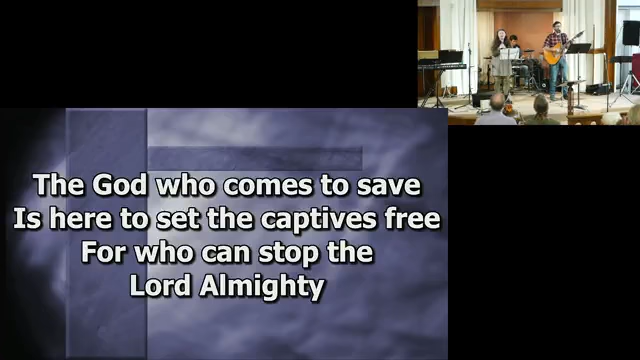 The God who comes to save
Is here to set the captives free
For who can stop the
Lord Almighty